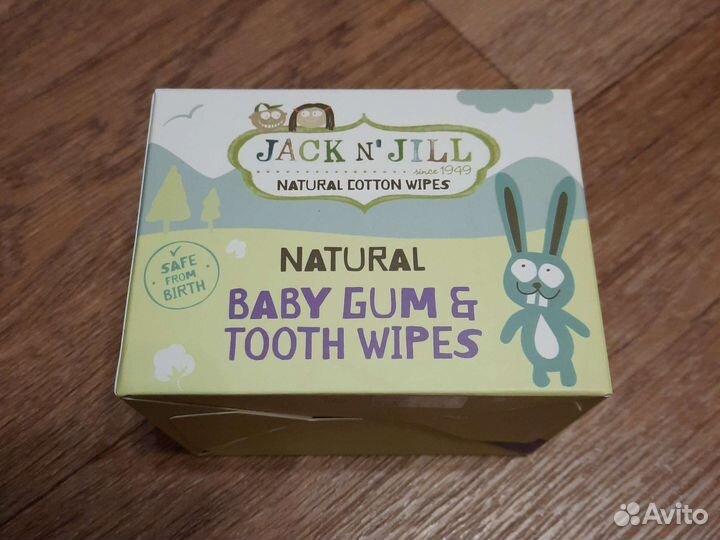 JACK N' JILL
since 1949
NATURAL COTTON WIPES
SAFE
FROM
BIRTH
NATURAL
BABY GUM &
TOOTH WIPES
Avito